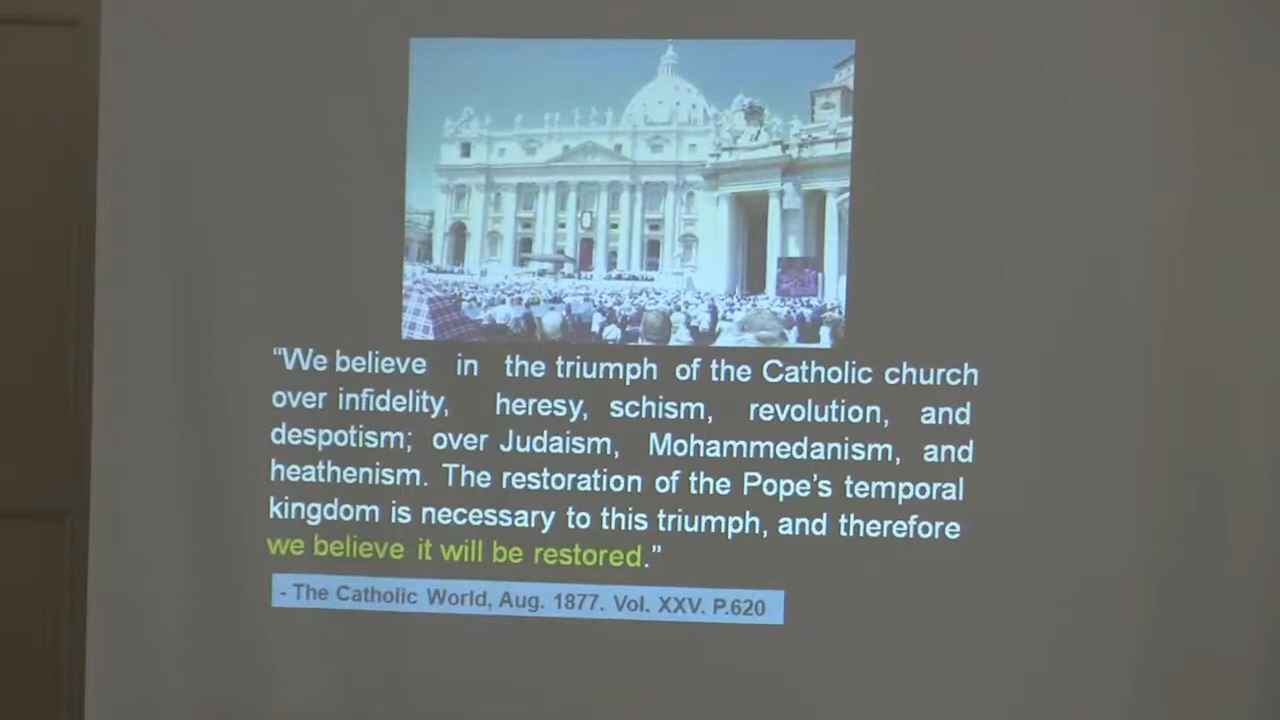 “We believe in the triumph of the Catholic church
over infidelity, heresy, schism, revolution, and
despotism; over Judaism, Mohammedanism, and
heathenism. The restoration of the Pope’s temporal
kingdom is necessary to this triumph, and therefore
we believe it will be restored.”
- The Catholic World, Aug. 1877. Vol. XXV. P.620